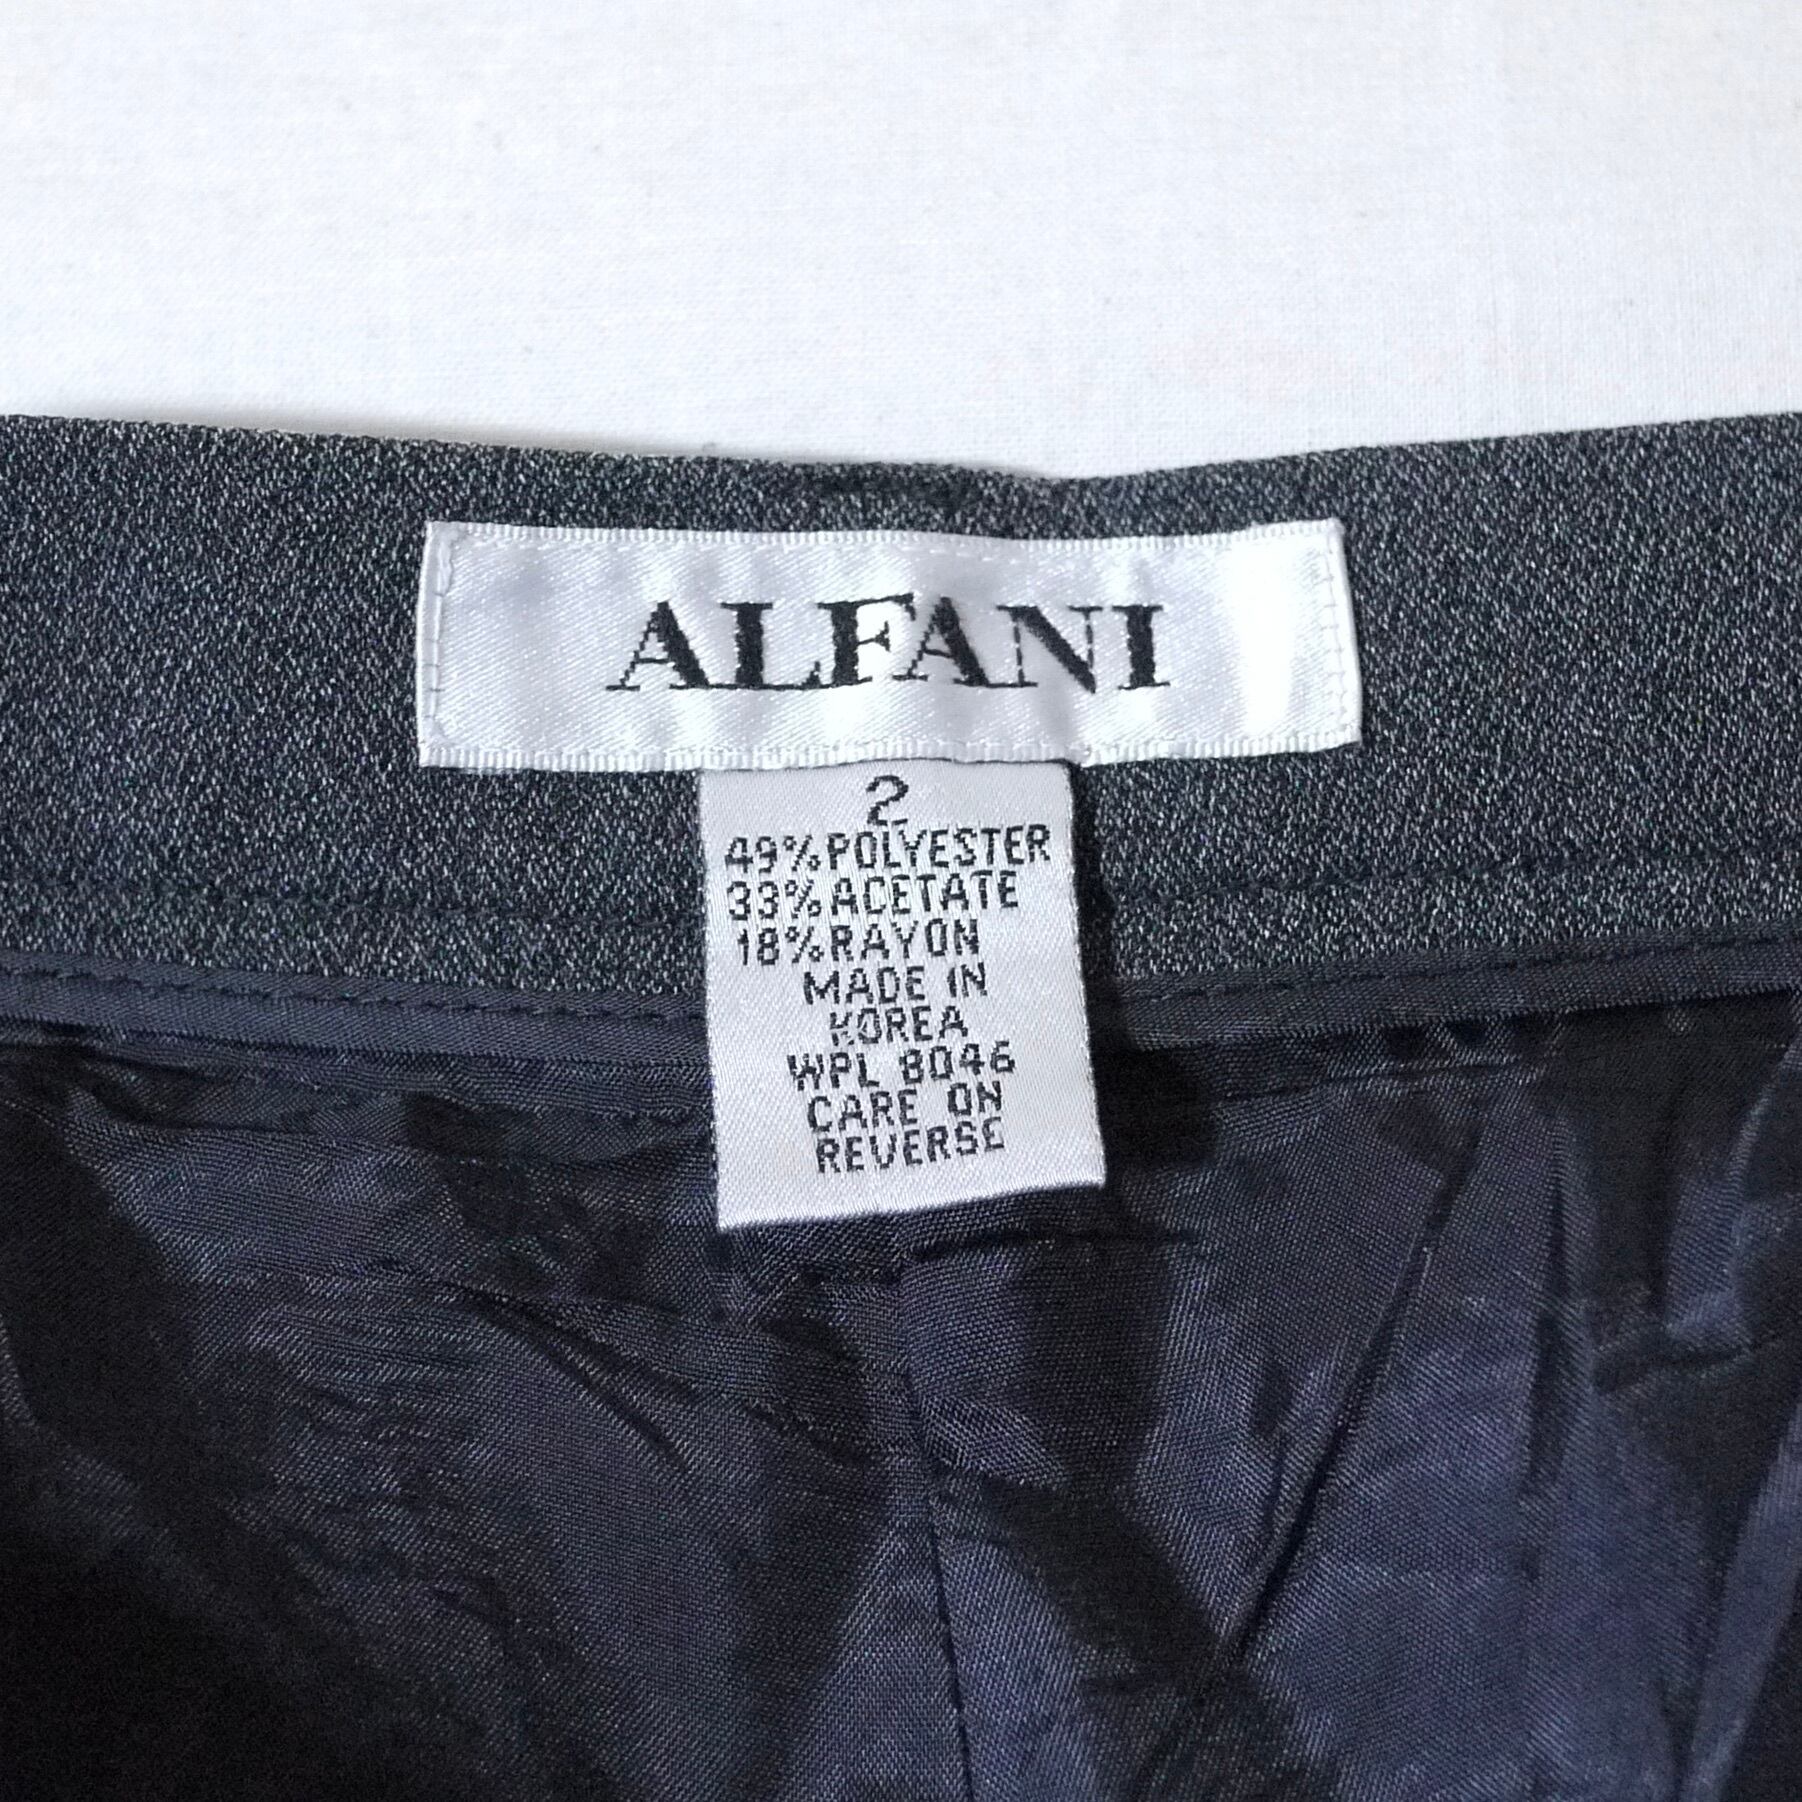 ALFANI
2
49% POLYESTER
33% ACETATE
18% RAYON
MADE IN
KOREA
WPL 8046
CARE ON
REVERSE